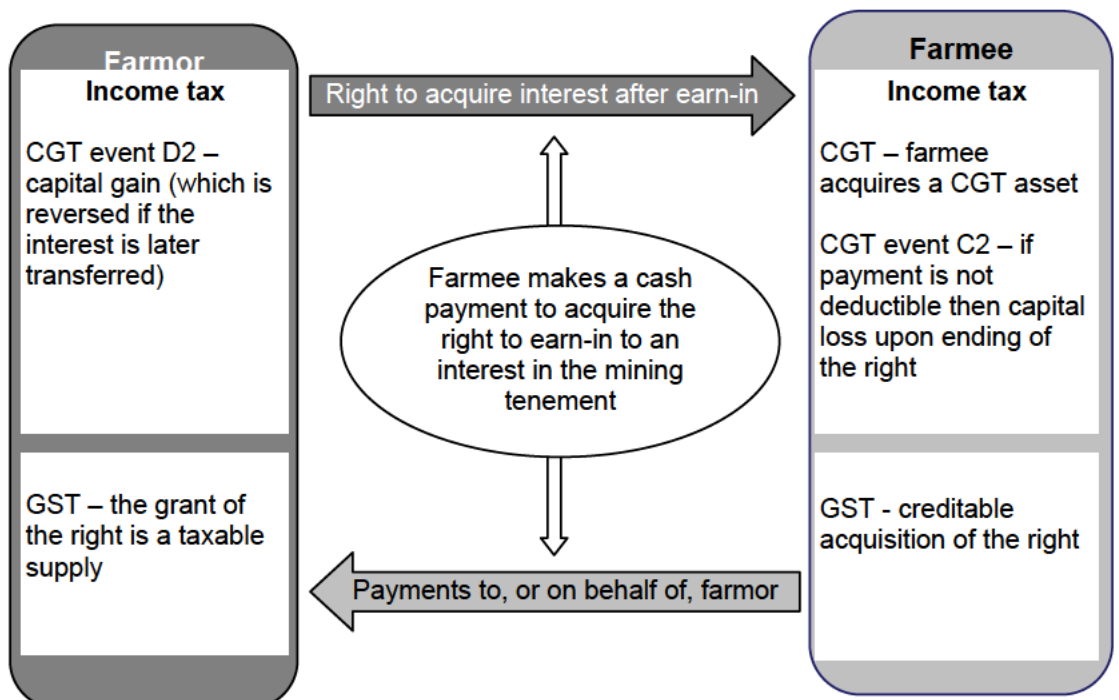 Farmor
Income tax
CGT event D2 –
capital gain (which is
reversed if the
interest is later
transferred)
GST – the grant of
the right is a taxable
supply
Right to acquire interest after earn-in
Farmee makes a cash
payment to acquire the
right to earn-in to an
interest in the mining
tenement
Payments to, or on behalf of, farmor
Farmee
Income tax
CGT – farmee
acquires a CGT asset
CGT event C2 – if
payment is not
deductible then capital
loss upon ending of
the right
GST - creditable
acquisition of the right